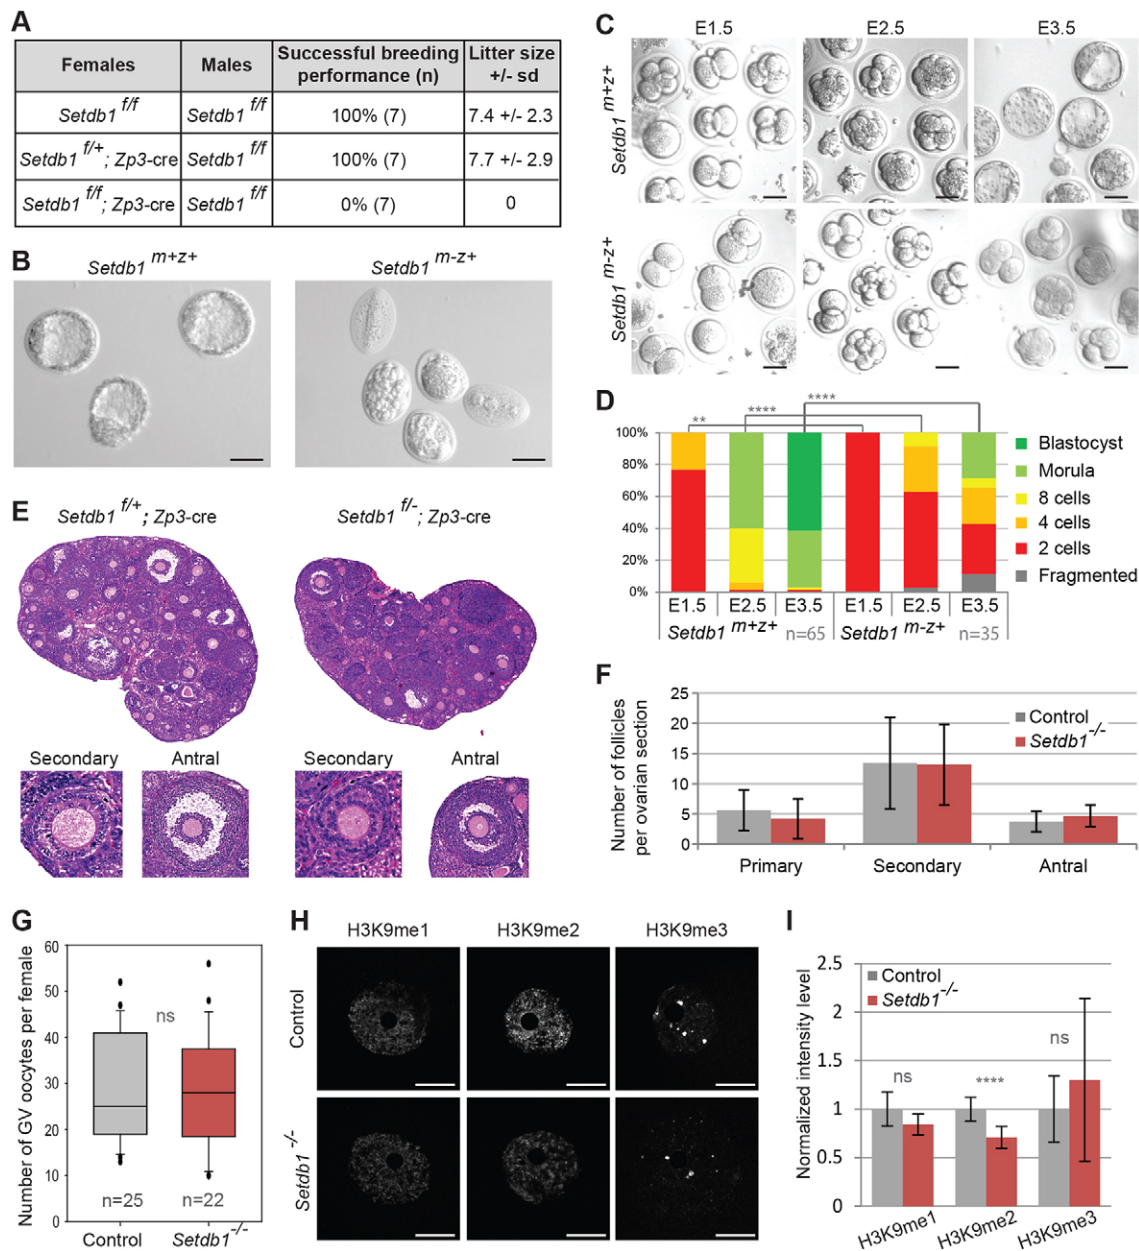 A
Females Males Successful breeding performance (n) Litter size +/- sd
Setdb1 f/f Setdb1 f/f 100% (7) 7.4 +/- 2.3
Setdb1 f/+; Zp3-cre Setdb1 f/f 100% (7) 7.7 +/- 2.9
Setdb1 f/f; Zp3-cre Setdb1 f/f 0% (7) 0
B
Setdb1 m+z+ Setdb1 m-z+
C
E1.5 E2.5 E3.5
Setdb1 m+z+
Setdb1 m-z+
D
** **** ****
100%
80%
60%
40%
20%
0%
Blastocyst
Morula
8 cells
4 cells
2 cells
Fragmented
E1.5 E2.5 E3.5 E1.5 E2.5 E3.5
Setdb1 m+z+ n=65 Setdb1 m-z+ n=35
E
Setdb1 f/+; Zp3-cre Setdb1 f/-; Zp3-cre
Secondary Antral Secondary Antral
F
Number of follicles
per ovarian section
25
20
15
10
5
0
Control
Setdb1 -/-
Primary Secondary Antral
G
Number of GV oocytes per female
60
50
40
30
20
10
0
ns
n=25 n=22
Control Setdb1 -/-
H
H3K9me1 H3K9me2 H3K9me3
Control
Setdb1 -/-
I
Normalized intensity level
2.5
2
1.5
1
0.5
0
Control
Setdb1 -/-
ns **** ns
H3K9me1 H3K9me2 H3K9me3